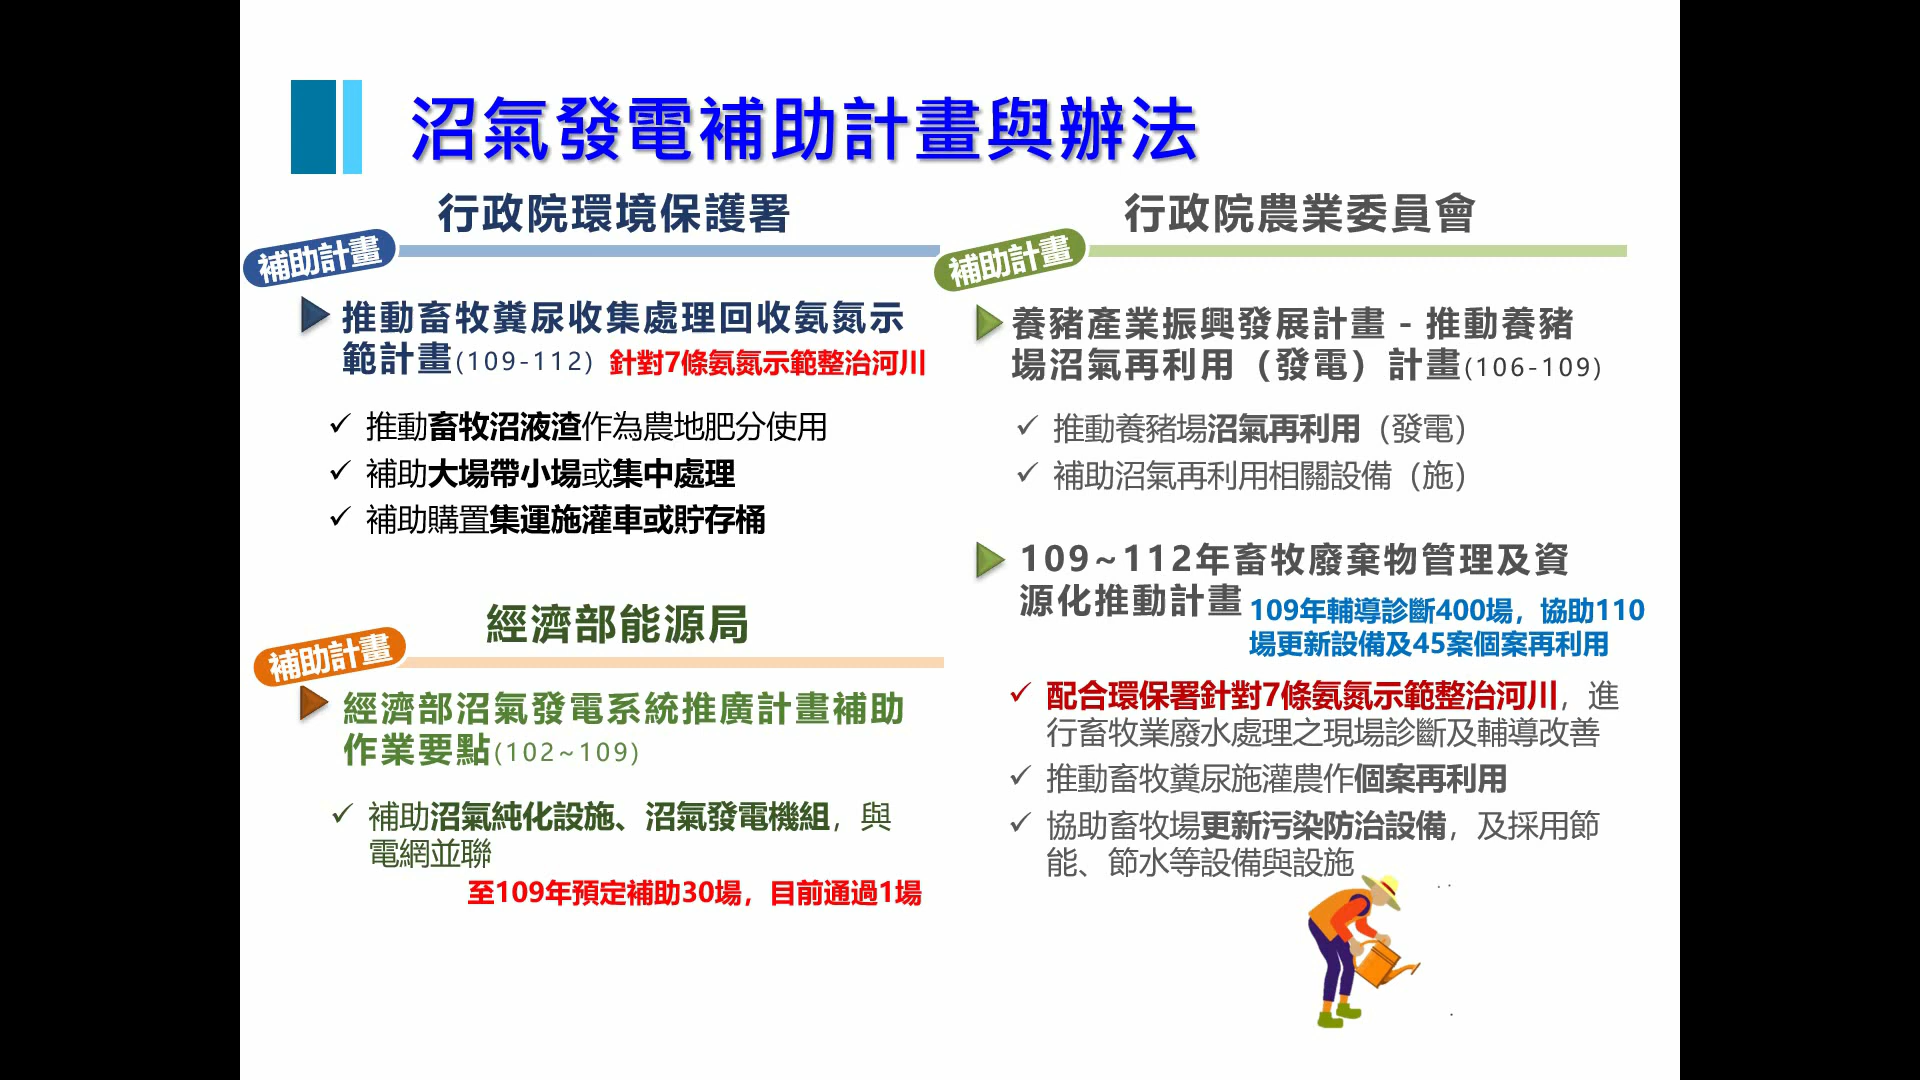 沼氣發電補助計畫與辦法
行政院環境保護署
補助計畫
推動畜牧糞尿收集處理回收氨氮示
範計畫(109-112) 針對7條氨氮示範整治河川
推動畜牧沼液渣作為農地肥分使用
補助大場帶小場或集中處理
補助購置集運施灌車或貯存桶
經濟部能源局
補助計畫
經濟部沼氣發電系統推廣計畫補助
作業要點(102~109)
補助沼氣純化設施、沼氣發電機組，與
電網並聯
至109年預定補助30場，目前通過1場
行政院農業委員會
補助計畫
養豬產業振興發展計畫－推動養豬
場沼氣再利用（發電）計畫(106-109)
推動養豬場沼氣再利用（發電）
補助沼氣再利用相關設備（施）
109~112年畜牧廢棄物管理及資
源化推動計畫 109年輔導診斷400場，協助110
場更新設備及45案個案再利用
配合環保署針對7條氨氮示範整治河川，進
行畜牧業廢水處理之現場診斷及輔導改善
推動畜牧糞尿施灌農作個案再利用
協助畜牧場更新污染防治設備，及採用節
能、節水等設備與設施